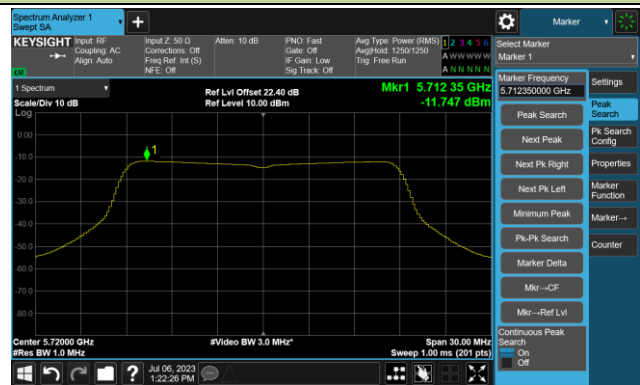 Spectrum Analyzer 1
Swept SA
+
Marker
KEYSIGHT
Input: RF
Coupling: AC
Align: Auto
Input Z: 50 Ω
Corrections: Off
Freq Ref: Int (S)
NFE: Off
Atten: 10 dB
PNO: Fast
Gate: Off
IF Gain: Low
Sig Track: Off
Avg Type: Power (RMS)
Avg|Hold: 1250/1250
Trig: Free Run
1 2 3 4 5 6
A W W W W W
A N N N N N
Select Marker
Marker 1
1 Spectrum
Scale/Div 10 dB
Log
Ref Lvl Offset 22.40 dB
Ref Level 10.00 dBm
Mkr1 5.712 35 GHz
-11.747 dBm
1
0.00
-10.0
-20.0
-30.0
-40.0
-50.0
-60.0
-70.0
-80.0
Center 5.72000 GHz
#Res BW 1.0 MHz
#Video BW 3.0 MHz*
Span 30.00 MHz
Sweep 1.00 ms (201 pts)
Marker Frequency
5.712350000 GHz
Peak Search
Next Peak
Next Pk Right
Next Pk Left
Minimum Peak
Pk-Pk Search
Marker Delta
Mkr→CF
Mkr→Ref Lvl
Continuous Peak
Search
On
Off
Settings
Peak
Search
Pk Search
Config
Properties
Marker
Function
Marker→
Counter
?
Jul 06, 2023
1:22:26 PM